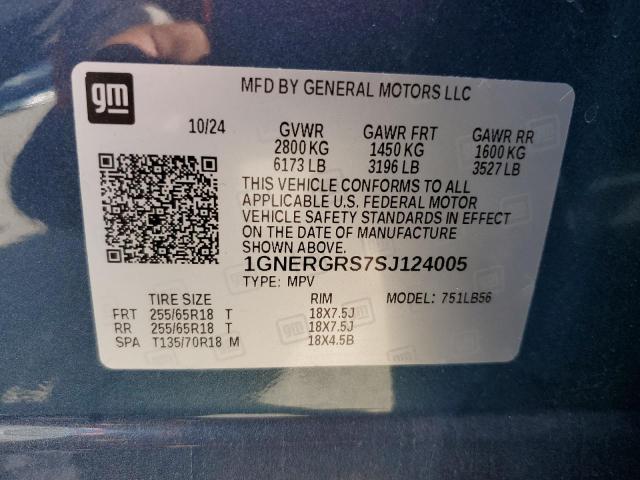 gm
MFD BY GENERAL MOTORS LLC
10/24 GVWR GAWR FRT GAWR RR
2800 KG 1450 KG 1600 KG
6173 LB 3196 LB 3527 LB
THIS VEHICLE CONFORMS TO ALL
APPLICABLE U.S. FEDERAL MOTOR
VEHICLE SAFETY STANDARDS IN EFFECT
ON THE DATE OF MANUFACTURE
SHOWN ABOVE.
1GNERGRS7SJ124005
TYPE: MPV
TIRE SIZE RIM MODEL: 751LB56
FRT 255/65R18 T 18X7.5J
RR 255/65R18 T 18X7.5J
SPA T135/70R18 M 18X4.5B